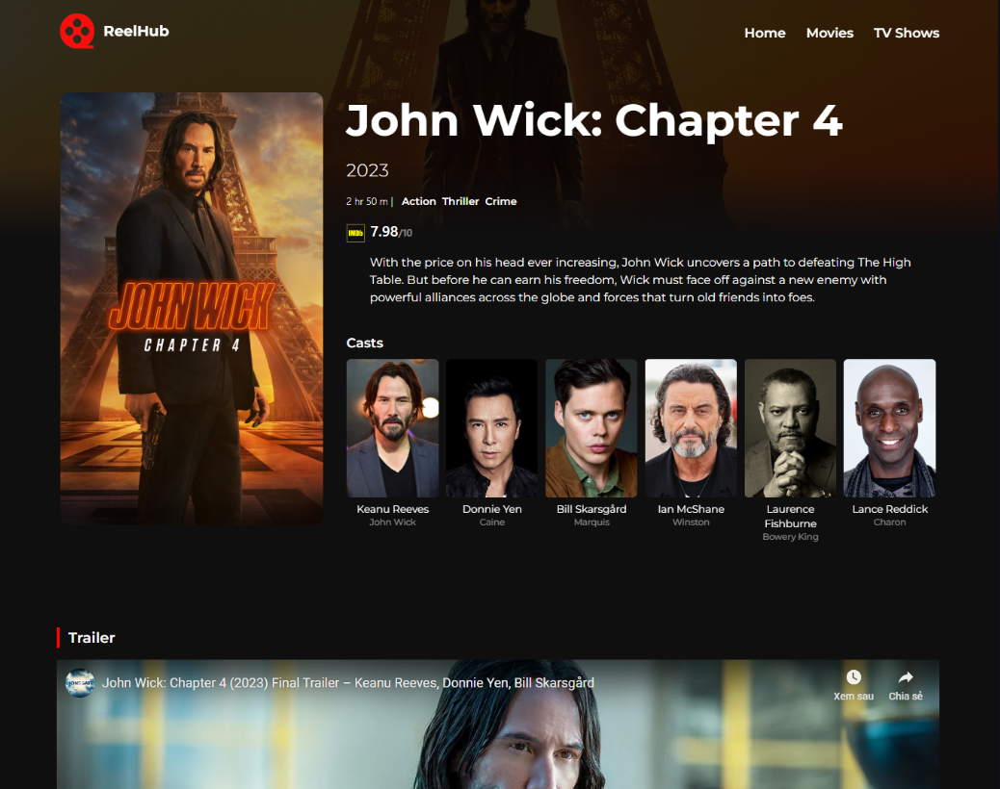 ReelHub
Home Movies TV Shows
John Wick: Chapter 4
2023
2 hr 50 m | Action Thriller Crime
IMDb 7.98/10
With the price on his head ever increasing, John Wick uncovers a path to defeating The High
Table. But before he can earn his freedom, Wick must face off against a new enemy with
powerful alliances across the globe and forces that turn old friends into foes.
JOHN WICK
CHAPTER 4
Casts
Keanu Reeves
John Wick
Donnie Yen
Caine
Bill Skarsgård
Marquis
Ian McShane
Winston
Laurence
Fishburne
Bowery King
Lance Reddick
Charon
Trailer
LIONSGATE
John Wick: Chapter 4 (2023) Final Trailer – Keanu Reeves, Donnie Yen, Bill Skarsgård
Xem sau
Chia sẻ